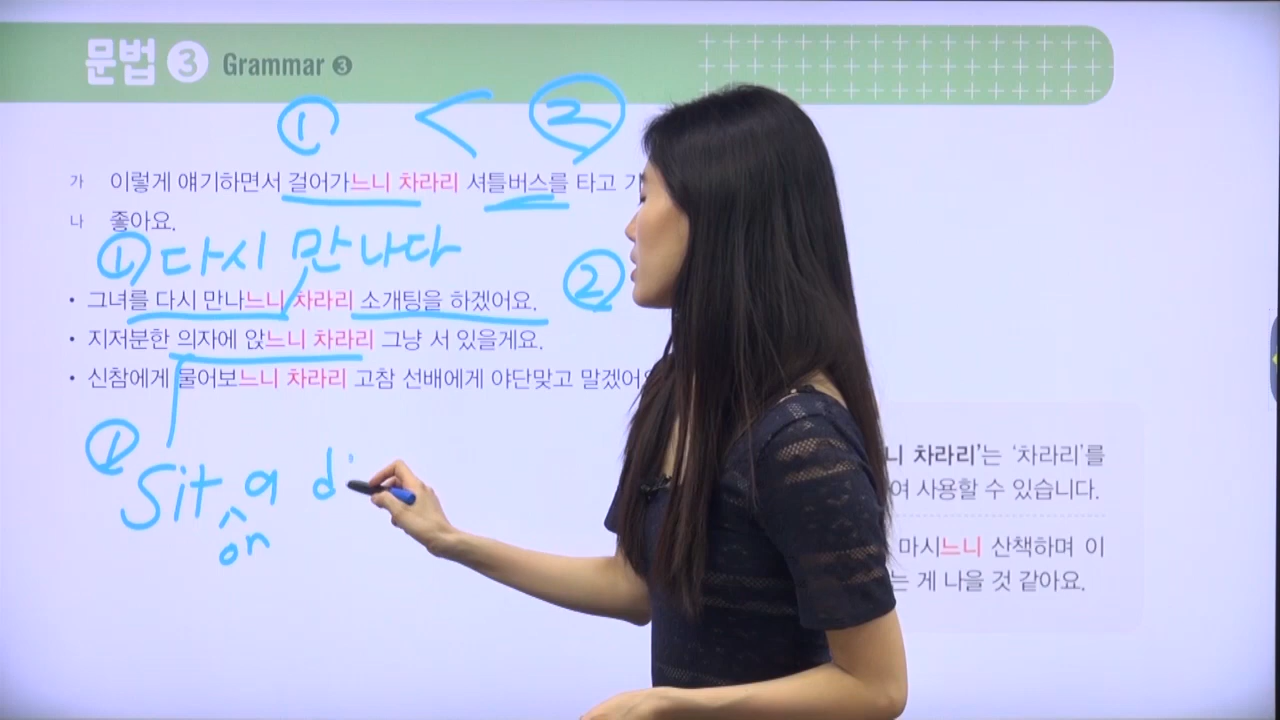 문법 3 Grammar 3
① < ②
가 이렇게 얘기하면서 걸어가느니 차라리 셔틀버스를 타고
나 좋아요.
① 다시 만나다
②
• 그녀를 다시 만나느니 차라리 소개팅을 하겠어요.
• 지저분한 의자에 앉느니 차라리 그냥 서 있을게요.
• 신참에게 물어보느니 차라리 고참 선배에게 야단맞고 말겠어요
①
Sit on a di
니 차라리’는 ‘차라리’를
여 사용할 수 있습니다.
마시느니 산책하며 이
는 게 나을 것 같아요.